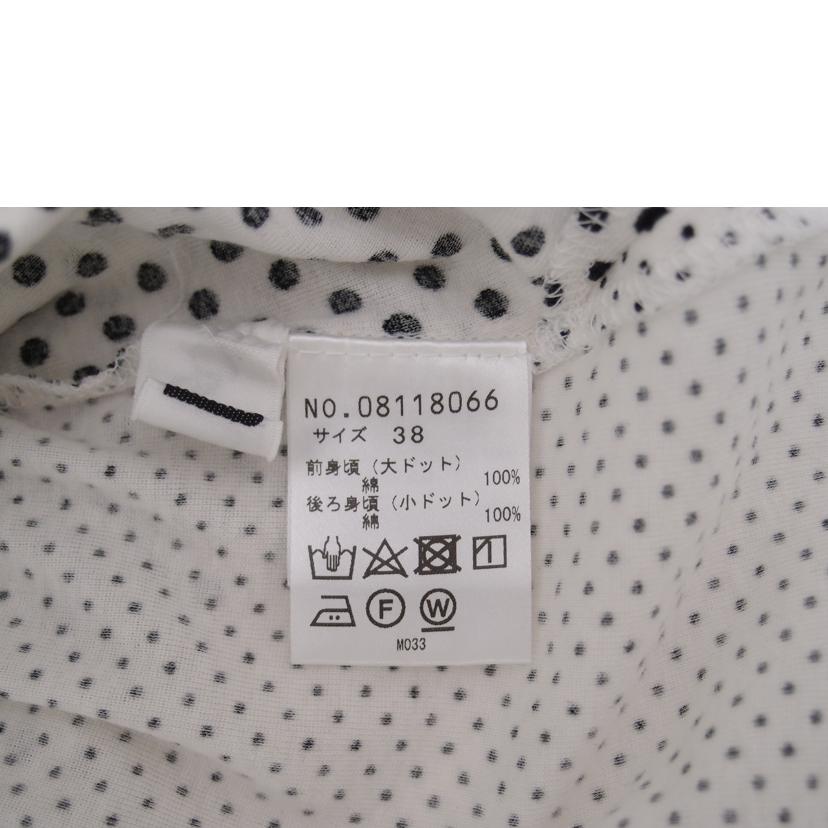 NO.08118066
サイズ 38
前身頃（大ドット）
綿 100%
後ろ身頃（小ドット）
綿 100%
F W
M033